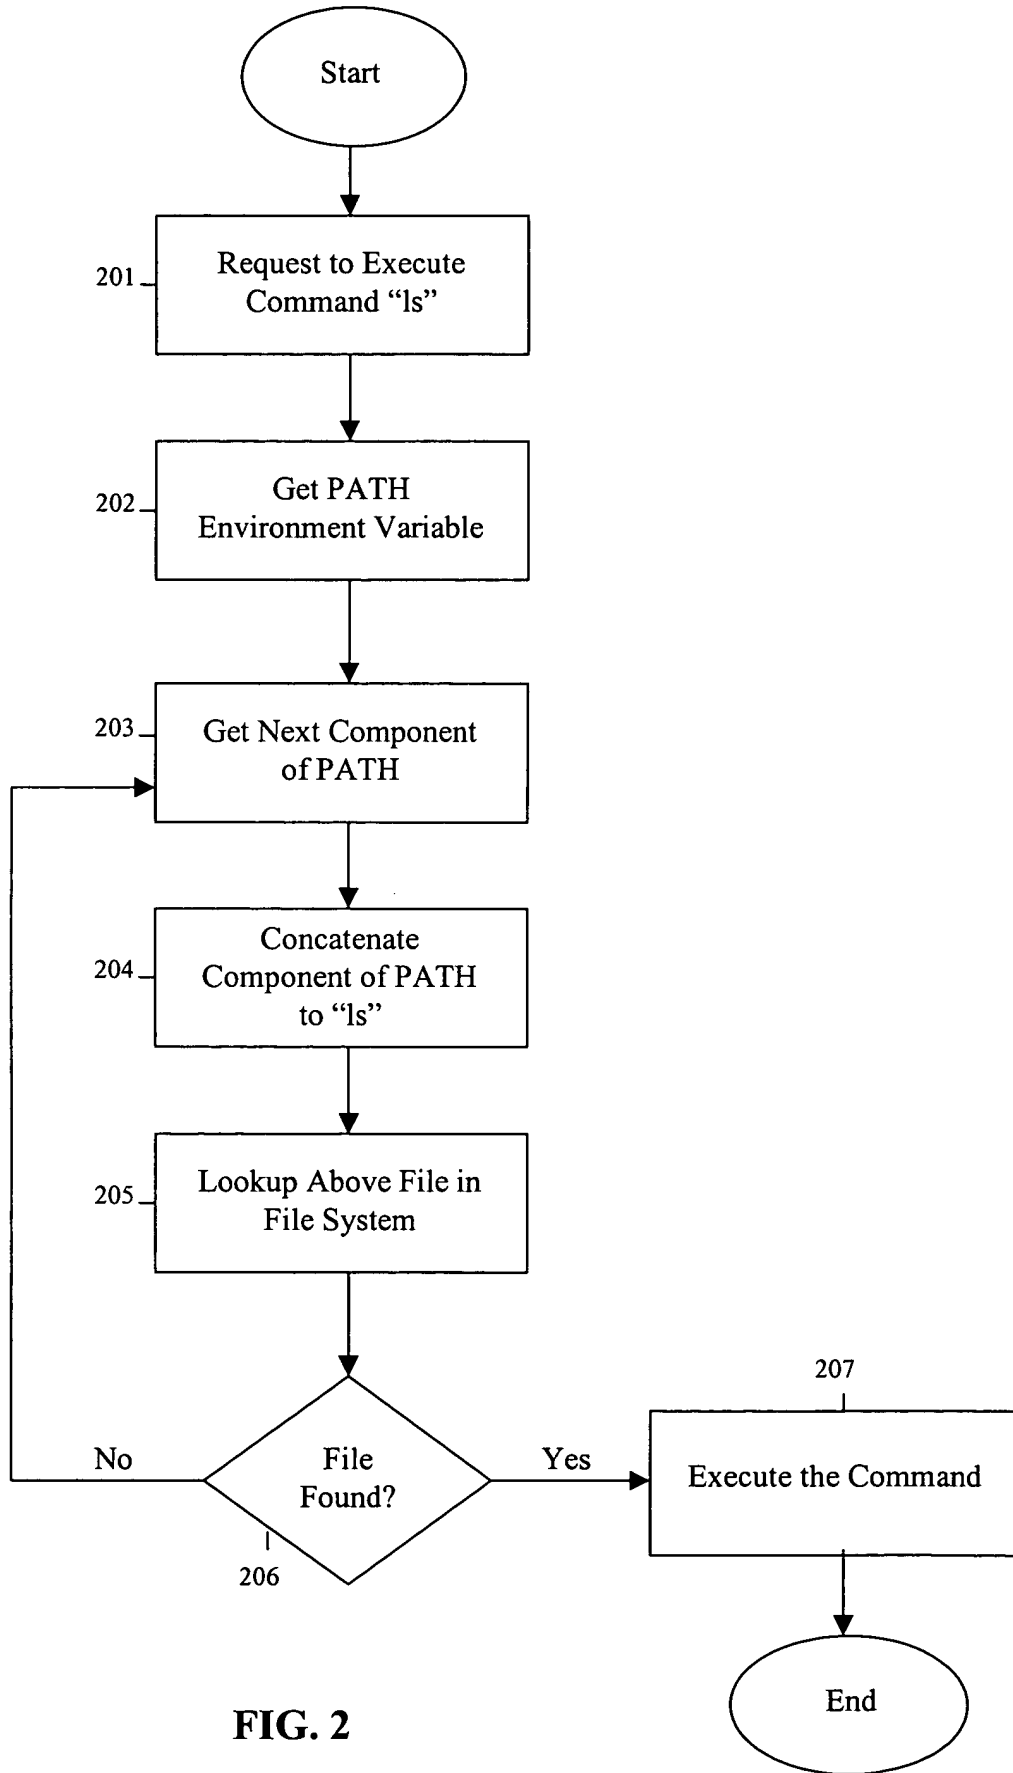 Start
201
Request to Execute
Command “ls”
202
Get PATH
Environment Variable
203
Get Next Component
of PATH
204
Concatenate
Component of PATH
to “ls”
205
Lookup Above File in
File System
207
No
File
Found?
Yes
Execute the Command
206
End
FIG. 2